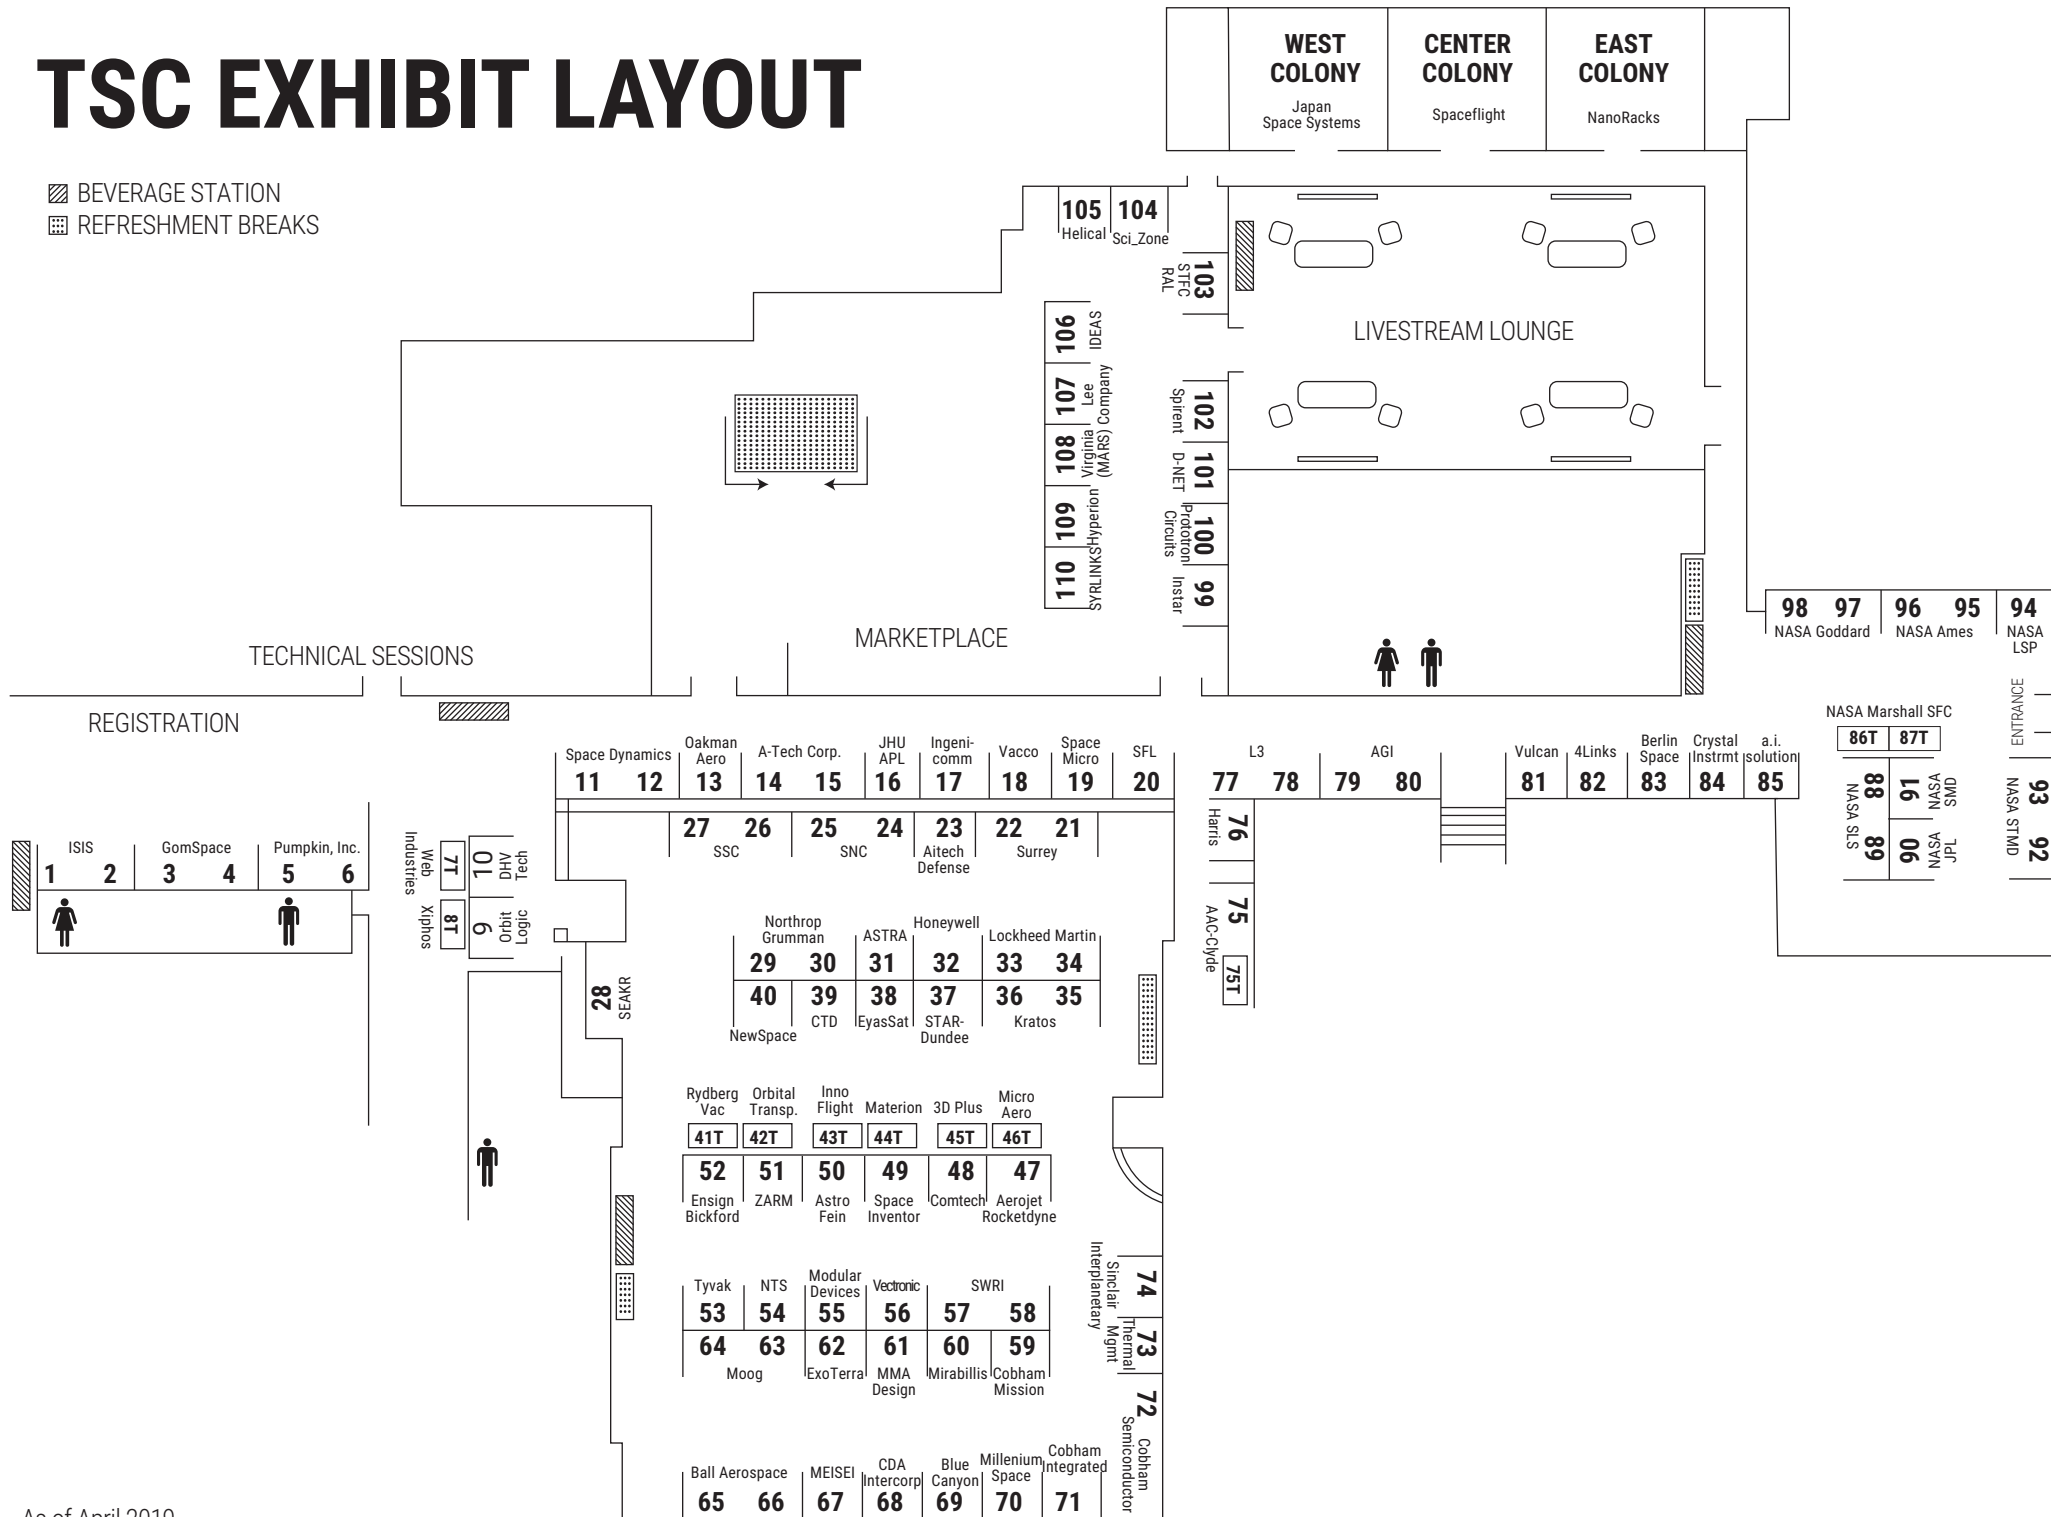 TSC EXHIBIT LAYOUT
BEVERAGE STATION
REFRESHMENT BREAKS
WEST
COLONY
Japan
Space Systems
CENTER
COLONY
Spaceflight
EAST
COLONY
NanoRacks
105
Helical
104
Sci_Zone
103
STFC
RAL
LIVESTREAM LOUNGE
106
IDEAS
107
Lee
Company
108
Virginia
(MARS)
109
Hyperion
110
SYRLINKS
102
Spirent
101
D-NET
100
Prototron
Circuits
99
Instar
98 97
NASA Goddard
96 95
NASA Ames
94
NASA
LSP
TECHNICAL SESSIONS
MARKETPLACE
REGISTRATION
ENTRANCE
NASA Marshall SFC
86T 87T
88
89
NASA SLS
91
NASA
SMD
90
NASA
JPL
93
92
NASA STMD
Space Dynamics
11 12
Oakman
Aero
13
A-Tech Corp.
14 15
JHU
APL
16
Ingeni-
comm
17
Vacco
18
Space
Micro
19
SFL
20
L3
77 78
AGI
79 80
Vulcan
81
4Links
82
Berlin
Space
83
Crystal
Instrmt
84
a.i.
solution
85
27 26
SSC
25 24
SNC
23
Aitech
Defense
22 21
Surrey
76
Harris
75
AAC-Clyde
75T
ISIS
1 2
GomSpace
3 4
Pumpkin, Inc.
5 6
Web
Industries
7T
10
DHV
Tech
Xiphos
8T
9
Orbit
Logic
28
SEAKR
Northrop
Grumman
29 30
ASTRA
31
Honeywell
32
Lockheed Martin
33 34
40
NewSpace
39
CTD
38
EyasSat
37
STAR-
Dundee
36 35
Kratos
Rydberg
Vac
41T
Orbital
Transp.
42T
Inno
Flight
43T
Materion
44T
3D Plus
45T
Micro
Aero
46T
52
Ensign
Bickford
51
ZARM
50
Astro
Fein
49
Space
Inventor
48
Comtech
47
Aerojet
Rocketdyne
Tyvak
53
NTS
54
Modular
Devices
55
Vectronic
56
SWRI
57 58
64 63
Moog
62
ExoTerra
61
MMA
Design
60
Mirabillis
59
Cobham
Mission
74
Sinclair
Interplanetary
73
Thermal
Mgmt
72
Cobham
Semiconductor
Ball Aerospace
65 66
MEISEI
67
CDA
Intercorp
68
Blue
Canyon
69
Millenium
Space
70
Cobham
Integrated
71
As of April 2019